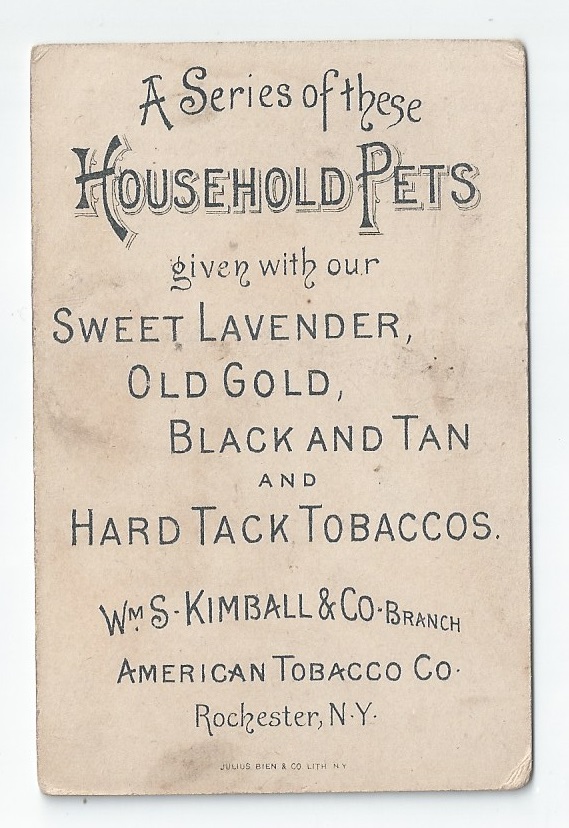 A Series of these
HOUSEHOLD PETS
given with our
SWEET LAVENDER,
OLD GOLD,
BLACK AND TAN
AND
HARD TACK TOBACCOS.
WM S. KIMBALL & CO. BRANCH
AMERICAN TOBACCO CO.
Rochester, N.Y.
JULIUS BIEN & CO LITH N Y